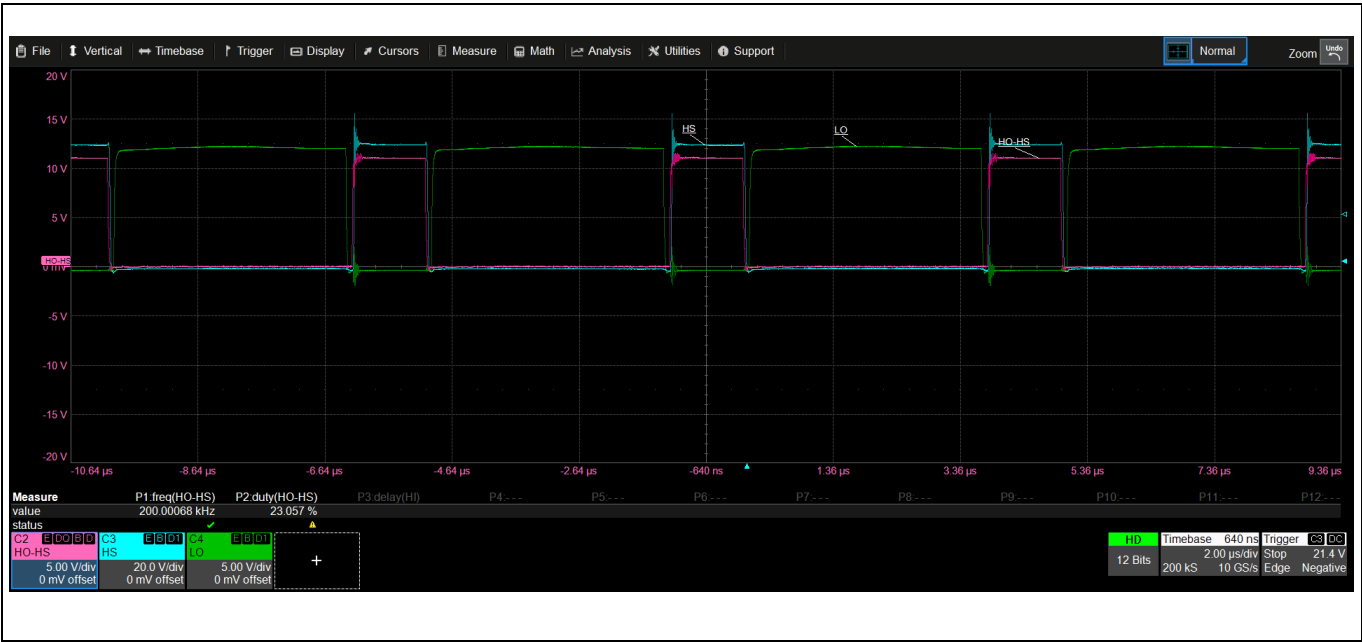 File Vertical Timebase Trigger Display Cursors Measure Math Analysis Utilities Support Normal Zoom Undo
20 V
15 V
HS LO HO-HS
10 V
5 V
HO-HS
0 mV
-5 V
-10 V
-15 V
-20 V
-10.64 µs -8.64 µs -6.64 µs -4.64 µs -2.64 µs -640 ns 1.36 µs 3.36 µs 5.36 µs 7.36 µs 9.36 µs
Measure P1:freq(HO-HS) P2:duty(HO-HS) P3:delay(HI) P4:- - - P5:- - - P6:- - - P7:- - - P8:- - - P9:- - - P10:- - - P11:- - - P12:- - -
value 200.00068 kHz 23.057 %
status
C2 E DQ B D C3 E B D1 C4 E B D1 HD Timebase 640 ns Trigger C3 DC
HO-HS HS LO + 12 Bits 2.00 µs/div Stop 21.4 V
5.00 V/div 20.0 V/div 5.00 V/div 200 kS 10 GS/s Edge Negative
0 mV offset 0 mV offset 0 mV offset